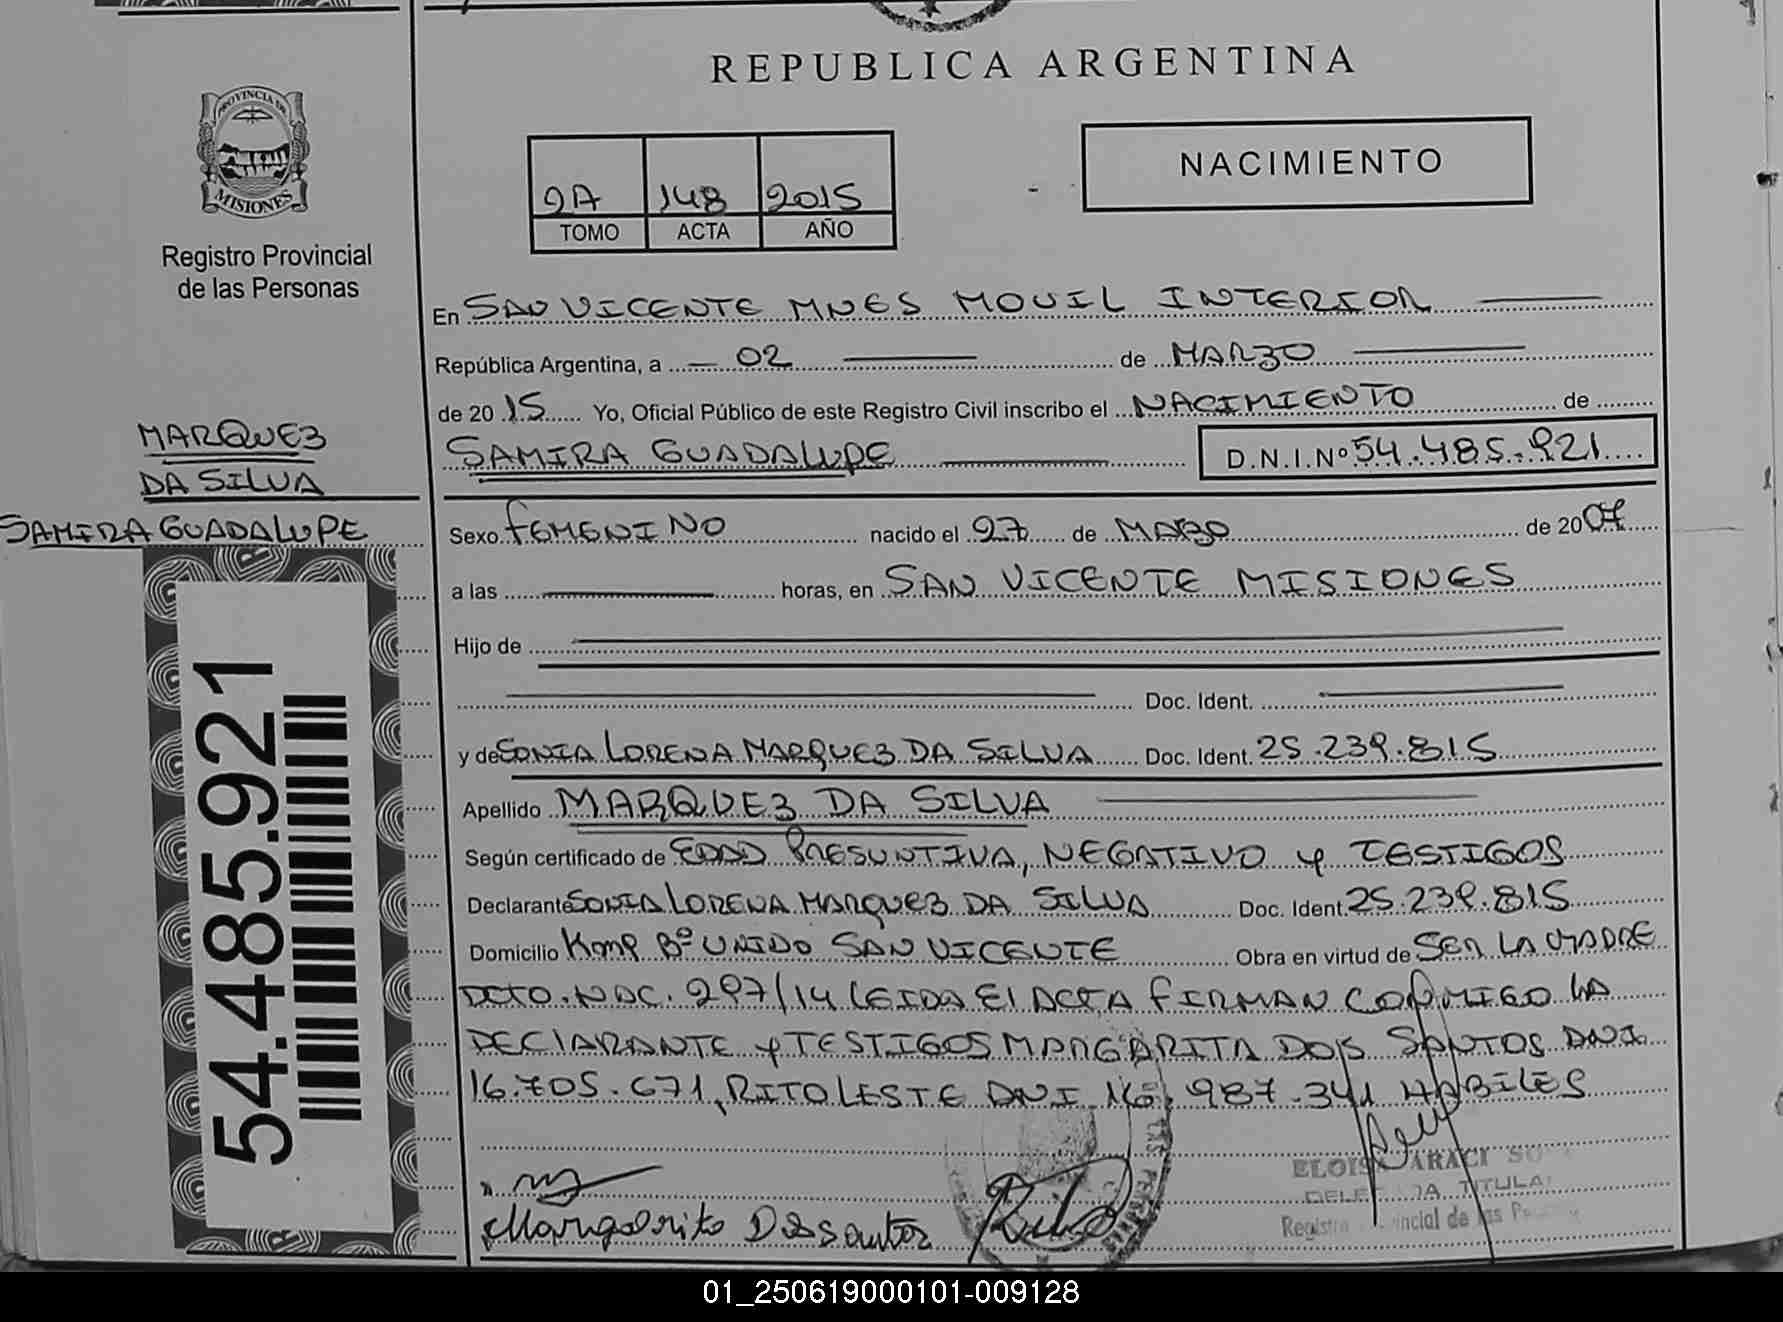 REPUBLICA ARGENTINA
PROVINCIA DE
MISIONES
Registro Provincial
de las Personas
2A 148 2015
TOMO ACTA AÑO
NACIMIENTO
En SAN VICENTE MNES MOVIL INTERIOR
República Argentina, a 02 de MARZO
de 2015 Yo, Oficial Público de este Registro Civil inscribo el NACIMIENTO de
MARQUEZ
DA SILVA
SAMIRA GUADALUPE
SAMIRA GUADALUPE D.N.I.Nº 54.485.921
Sexo FEMENINO nacido el 27 de MARZO de 2007
a las horas, en SAN VICENTE MISIONES
Hijo de
Doc. Ident.
y de SONIA LORENA MARQUEZ DA SILVA Doc. Ident. 25.239.815
Apellido MARQUEZ DA SILVA
Según certificado de EDAD PRESUNTIVA, NEGATIVO y TESTIGOS
Declarante SONIA LORENA MARQUEZ DA SILVA Doc. Ident. 25.239.815
Domicilio Bº UNIDO SAN VICENTE Obra en virtud de SER LA MADRE
DCTO. NAC. 297/14 LEIDA El ACTA FIRMAN CONMIGO LA
DEClARANTE y TESTIGOS MARGARITA DOS SANTOS DNI
16.705.671, RITO LESTE DNI 16.987.341 HABILES
54.485.921
Margarita Dossantos
ELOISA ARACI
TITULAR
Registro Provincial de las
01_250619000101-009128